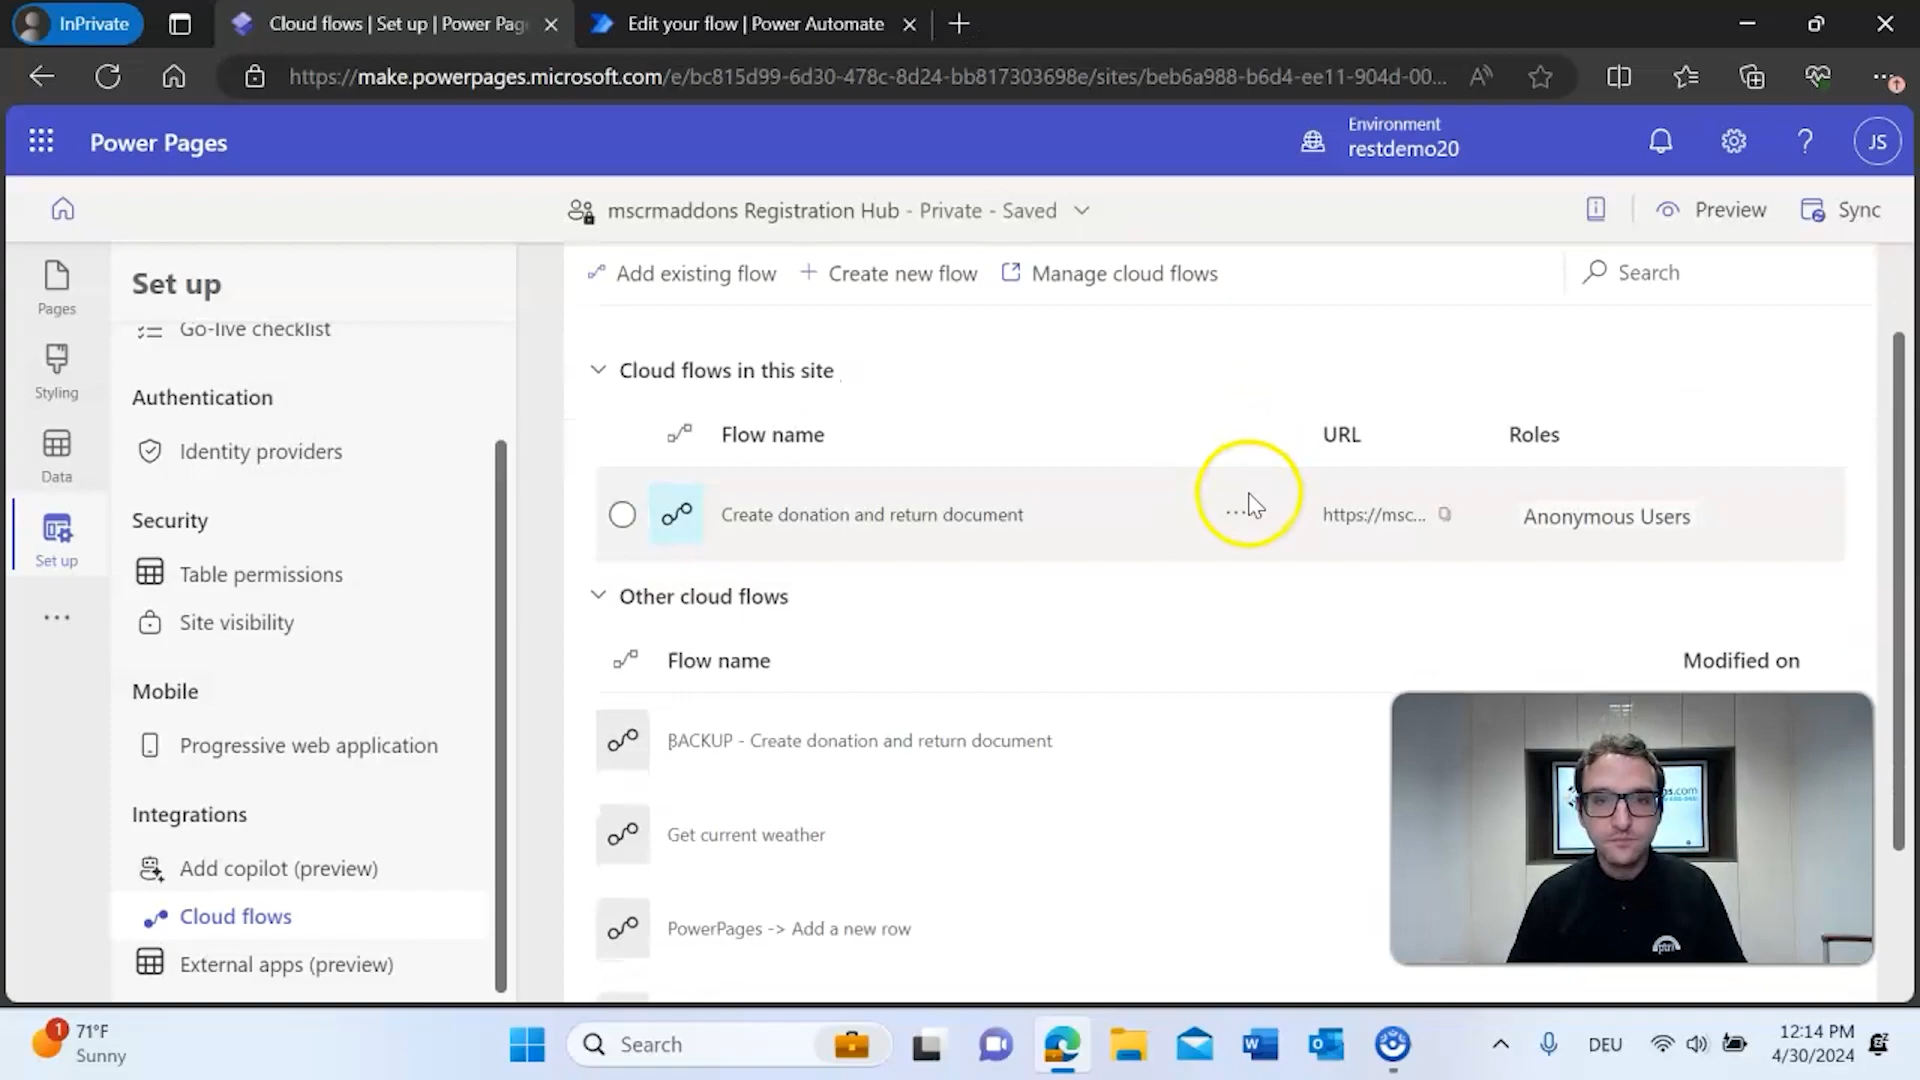 InPrivate
Cloud flows | Set up | Power Pag
Edit your flow | Power Automate
https://make.powerpages.microsoft.com/e/bc815d99-6d30-478c-8d24-bb817303698e/sites/beb6a988-b6d4-ee11-904d-00...
Power Pages
Environment
restdemo20
JS
mscrmaddons Registration Hub - Private - Saved
Preview
Sync
Pages
Styling
Data
Set up
Set up
Go-live checklist
Authentication
Identity providers
Security
Table permissions
Site visibility
Mobile
Progressive web application
Integrations
Add copilot (preview)
Cloud flows
External apps (preview)
Add existing flow
Create new flow
Manage cloud flows
Search
Cloud flows in this site
Flow name
URL
Roles
Create donation and return document
...
https://msc...
Anonymous Users
Other cloud flows
Flow name
Modified on
BACKUP - Create donation and return document
Get current weather
PowerPages -> Add a new row
1
71°F
Sunny
Search
DEU
12:14 PM
4/30/2024